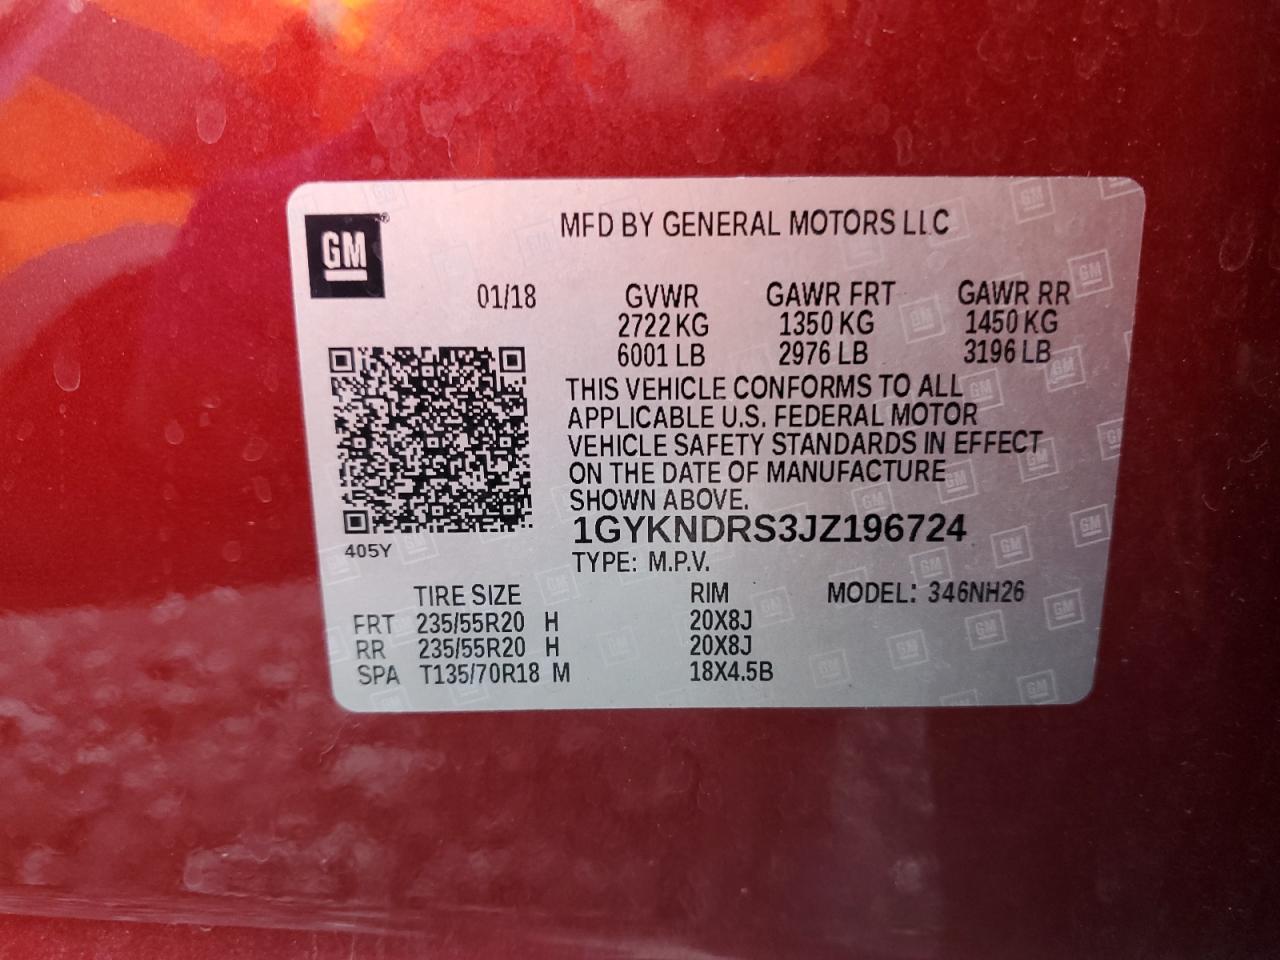 GM
MFD BY GENERAL MOTORS LLC
01/18 GVWR GAWR FRT GAWR RR
2722 KG 1350 KG 1450 KG
6001 LB 2976 LB 3196 LB
THIS VEHICLE CONFORMS TO ALL
APPLICABLE U.S. FEDERAL MOTOR
VEHICLE SAFETY STANDARDS IN EFFECT
ON THE DATE OF MANUFACTURE
SHOWN ABOVE.
1GYKNDRS3JZ196724
405Y
TYPE: M.P.V.
TIRE SIZE RIM MODEL: 346NH26
FRT 235/55R20 H 20X8J
RR 235/55R20 H 20X8J
SPA T135/70R18 M 18X4.5B